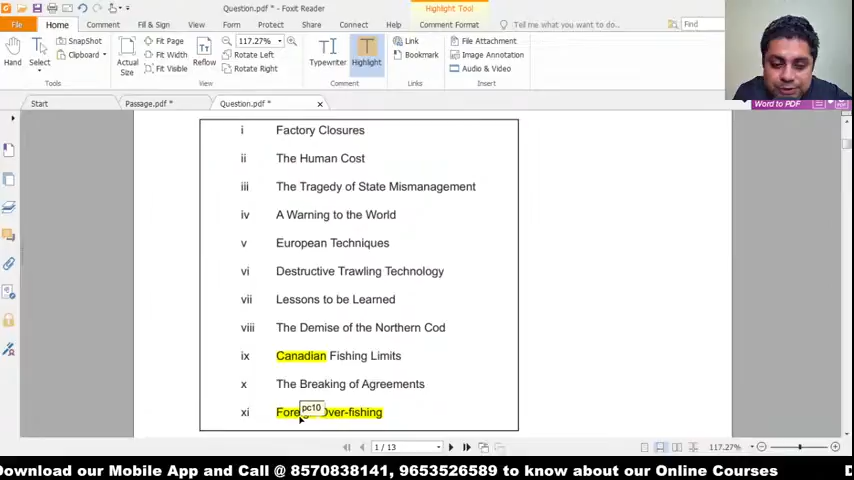 Question.pdf * - Foxit Reader
Highlight Tool
File Home Comment Fill & Sign View Form Protect Share Connect Help Comment Format Tell me what you want to do... Find
SnapShot Fit Page 117.27% Link File Attachment
Clipboard Fit Width Rotate Left Bookmark Image Annotation
Hand Select Actual Size Fit Visible Reflow Rotate Right Typewriter Highlight Audio & Video
Tools View Comment Links Insert
Word to PDF
Start Passage.pdf * Question.pdf *
i Factory Closures
ii The Human Cost
iii The Tragedy of State Mismanagement
iv A Warning to the World
v European Techniques
vi Destructive Trawling Technology
vii Lessons to be Learned
viii The Demise of the Northern Cod
ix Canadian Fishing Limits
x The Breaking of Agreements
pc10
xi Over-fishing
1 / 13 117.27%
Download our Mobile App and Call @ 8570838141, 9653526589 to know about our Online Courses